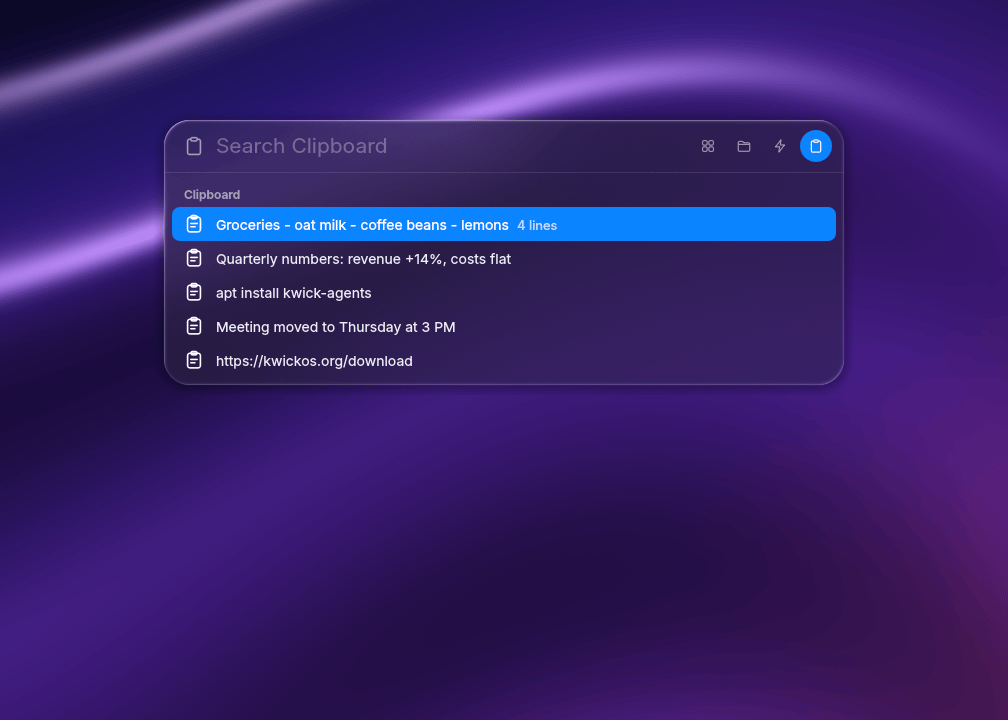 Search Clipboard
Clipboard
Groceries - oat milk - coffee beans - lemons 4 lines
Quarterly numbers: revenue +14%, costs flat
apt install kwick-agents
Meeting moved to Thursday at 3 PM
https://kwickos.org/download